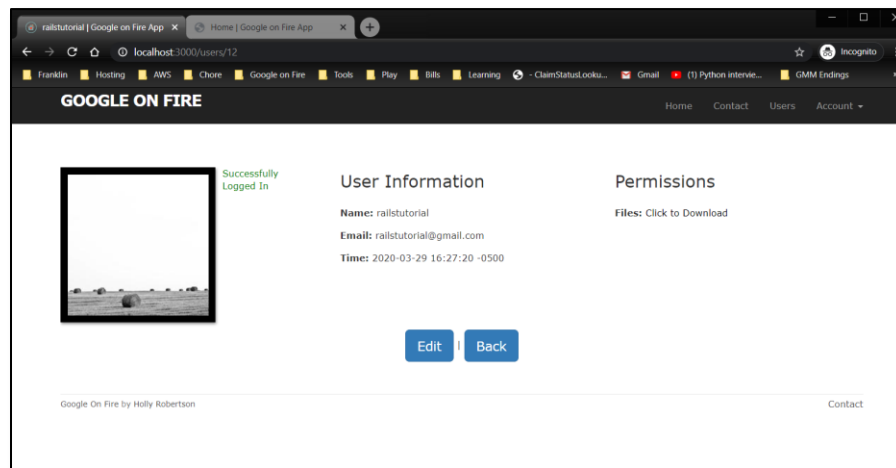 railstutorial | Google on Fire App
Home | Google on Fire App
localhost:3000/users/12
Incognito
Franklin Hosting AWS Chore Google on Fire Tools Play Bills Learning - ClaimStatusLooku... Gmail (1) Python intervie... GMM Endings
GOOGLE ON FIRE
Home Contact Users Account
Successfully
Logged In
User Information
Name: railstutorial
Email: railstutorial@gmail.com
Time: 2020-03-29 16:27:20 -0500
Permissions
Files: Click to Download
Edit | Back
Google On Fire by Holly Robertson
Contact